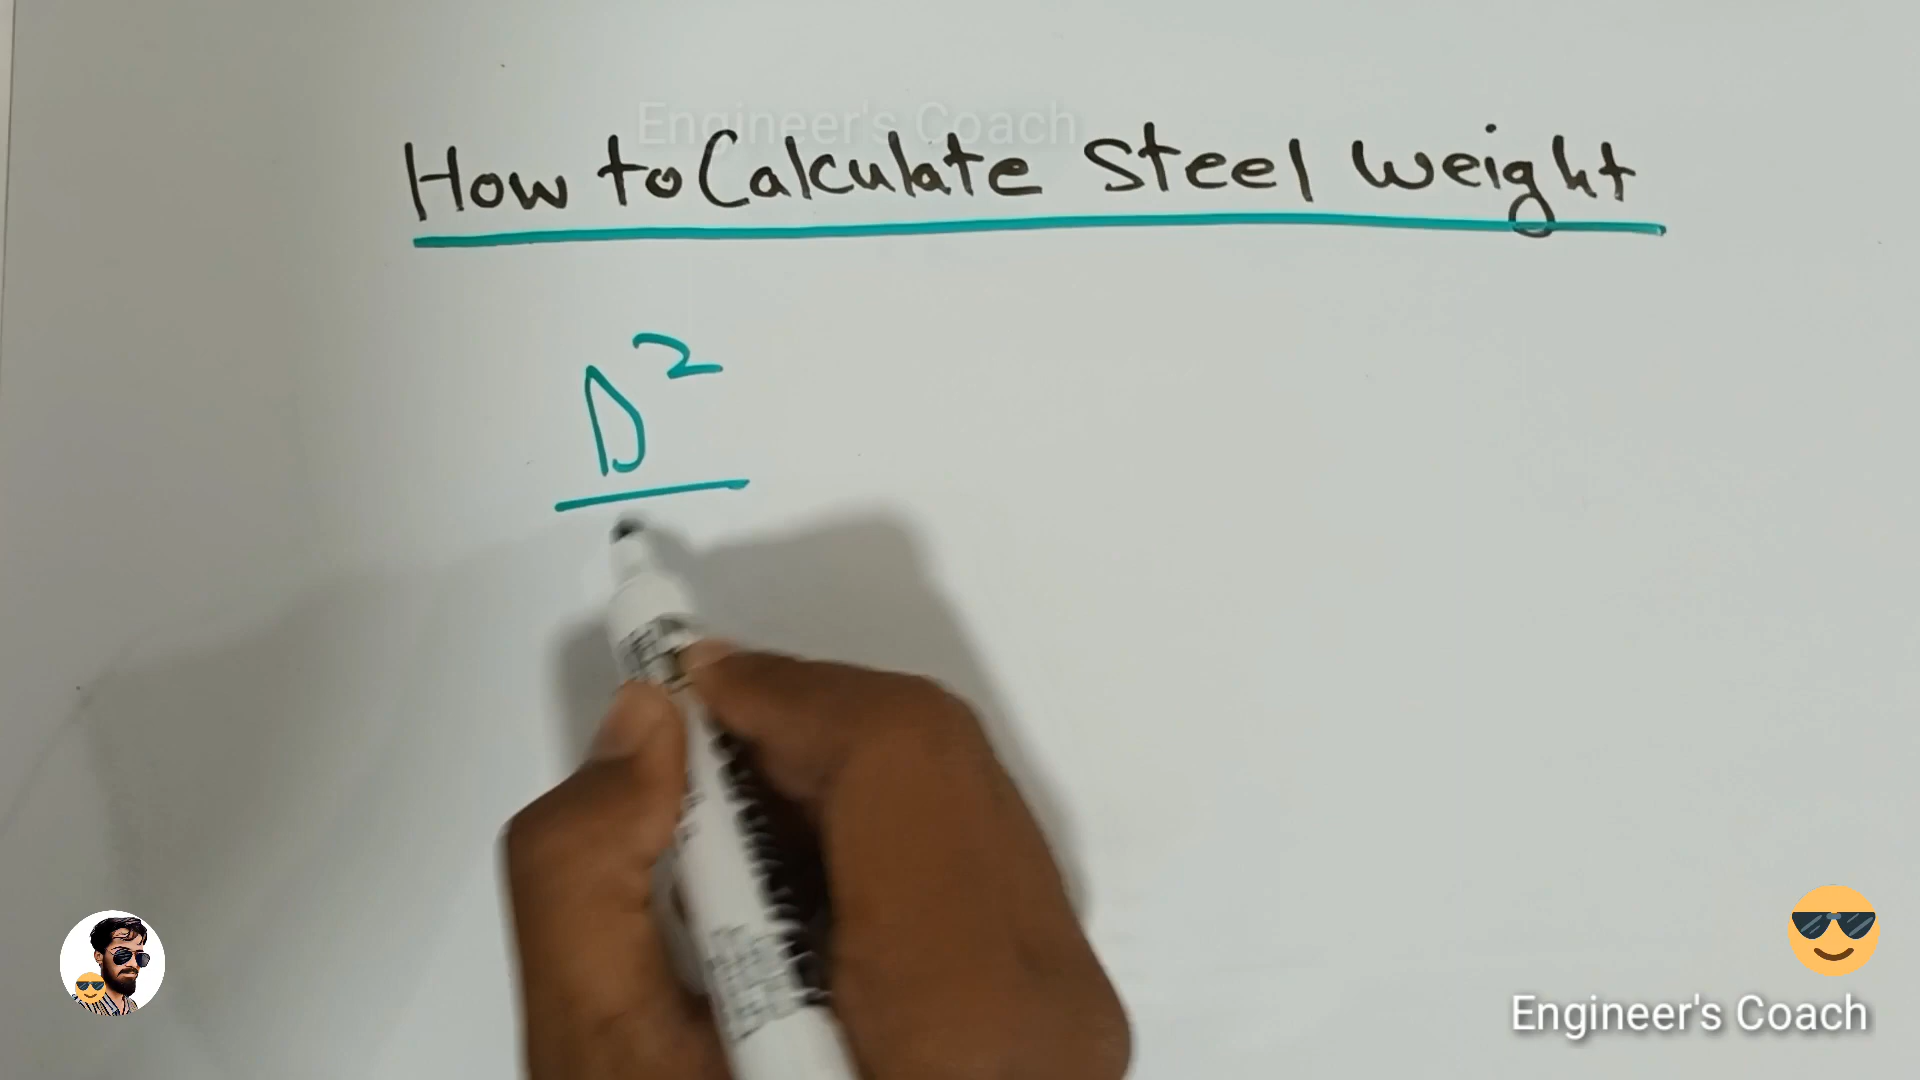 Engineer's Coach
How to Calculate Steel Weight
D²
Engineer's Coach